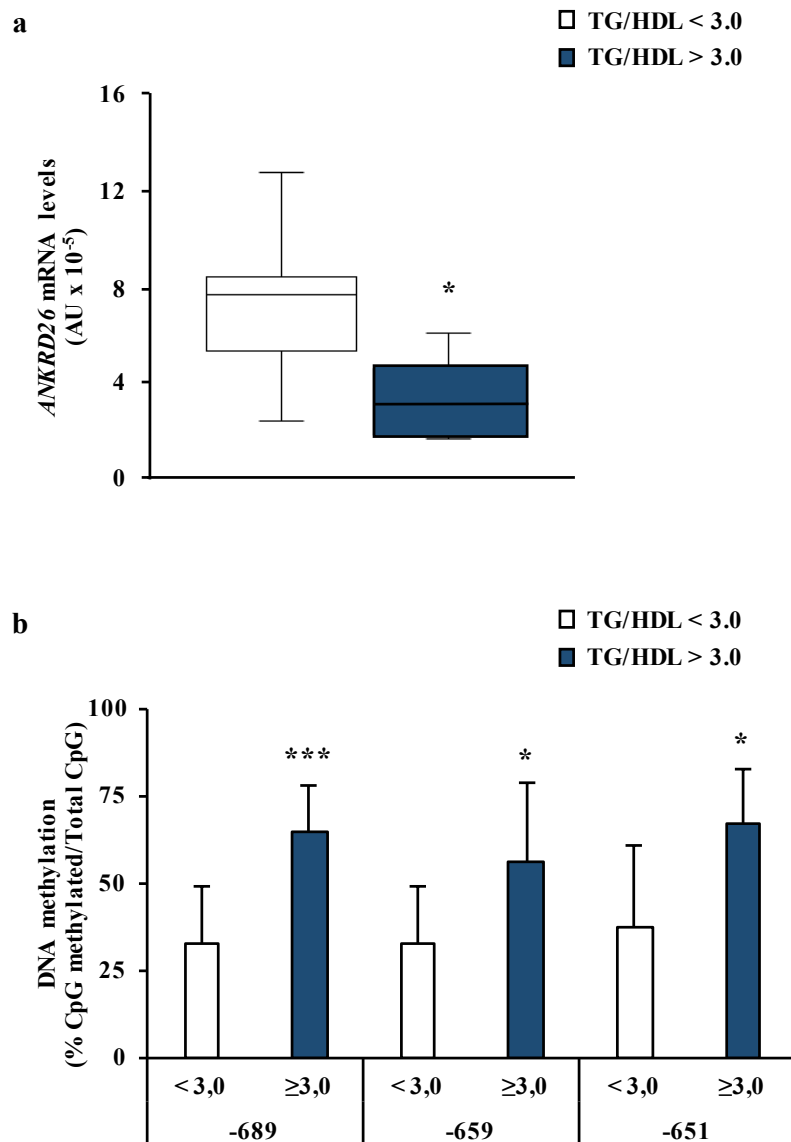 a
TG/HDL < 3.0
TG/HDL > 3.0
ANKRD26 mRNA levels
(AU x 10⁻⁵)
16
12
8
4
0
*
b
TG/HDL < 3.0
TG/HDL > 3.0
DNA methylation
(% CpG methylated/Total CpG)
100
75
50
25
0
*** * *
< 3,0 ≥3,0 < 3,0 ≥3,0 < 3,0 ≥3,0
-689 -659 -651